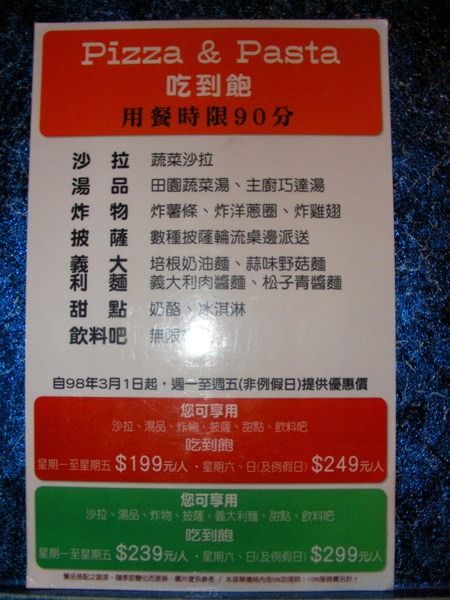 Pizza & Pasta
吃到飽
用餐時限90分
沙拉 蔬菜沙拉
湯品 田園蔬菜湯、主廚巧達湯
炸物 炸薯條、炸洋蔥圈、炸雞翅
披薩 數種披薩輪流桌邊派送
義大利麵 培根奶油麵、蒜味野菇麵
義大利肉醬麵、松子青醬麵
甜點 奶酪、冰淇淋
飲料吧 無限
自98年3月1日起，週一至週五(非例假日)提供優惠價
您可享用
沙拉、湯品、炸物、披薩、甜點、飲料吧
吃到飽
星期一至星期五 $199元/人 ・星期六、日(及例假日) $249元/人
您可享用
沙拉、湯品、炸物、披薩、義大利麵、甜點、飲料吧
吃到飽
星期一至星期五 $239元/人 ・星期六、日(及例假日) $299元/人